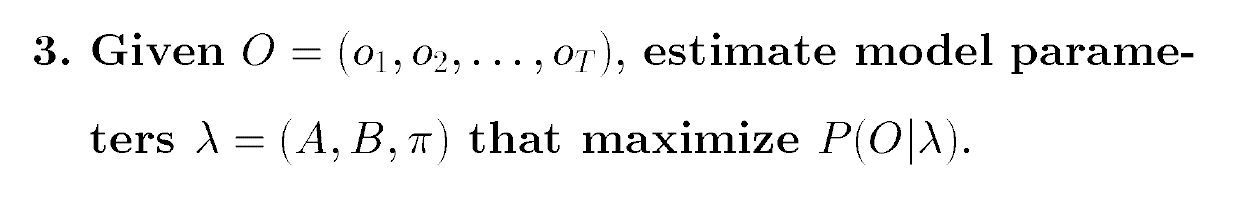 3. Given O = (o₁, o₂, . . . , o_T), estimate model parame-
ters λ = (A, B, π) that maximize P(O|λ).